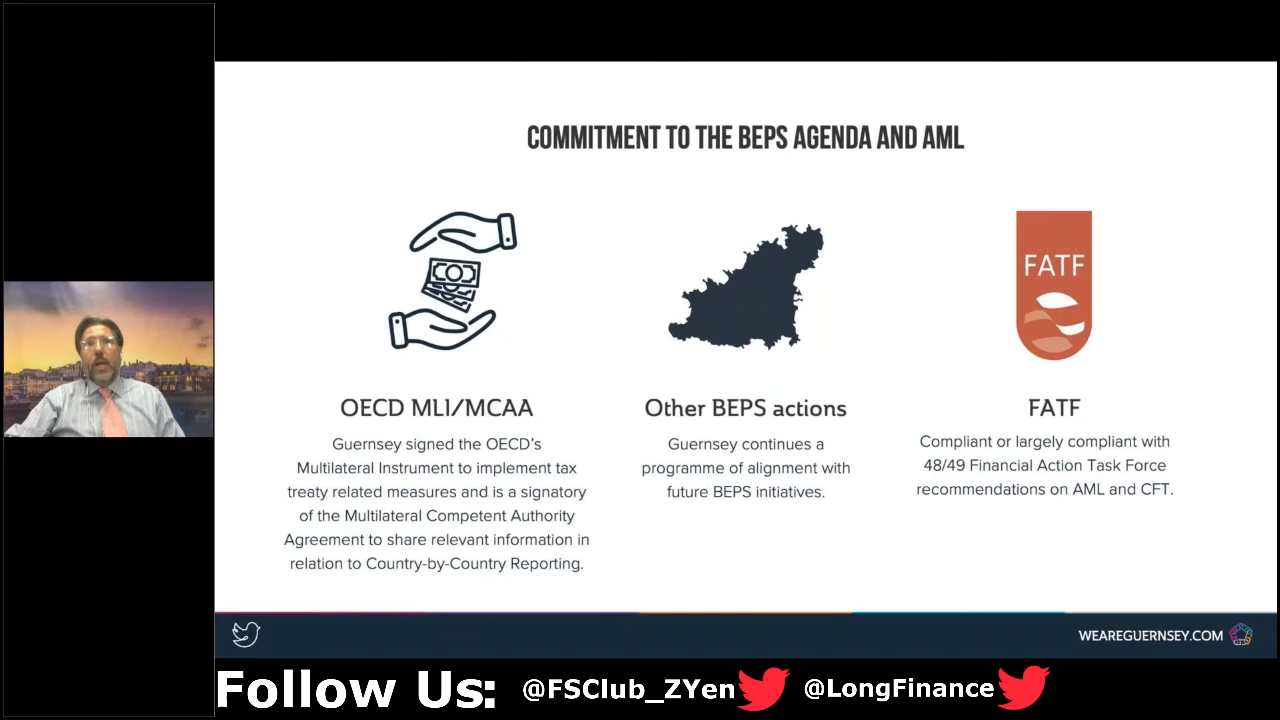 COMMITMENT TO THE BEPS AGENDA AND AML
FATF
OECD MLI/MCAA
Guernsey signed the OECD's
Multilateral Instrument to implement tax
treaty related measures and is a signatory
of the Multilateral Competent Authority
Agreement to share relevant information in
relation to Country-by-Country Reporting.
Other BEPS actions
Guernsey continues a
programme of alignment with
future BEPS initiatives.
FATF
Compliant or largely compliant with
48/49 Financial Action Task Force
recommendations on AML and CFT.
WEAREGUERNSEY.COM
Follow Us: @FSClub_ZYen @LongFinance